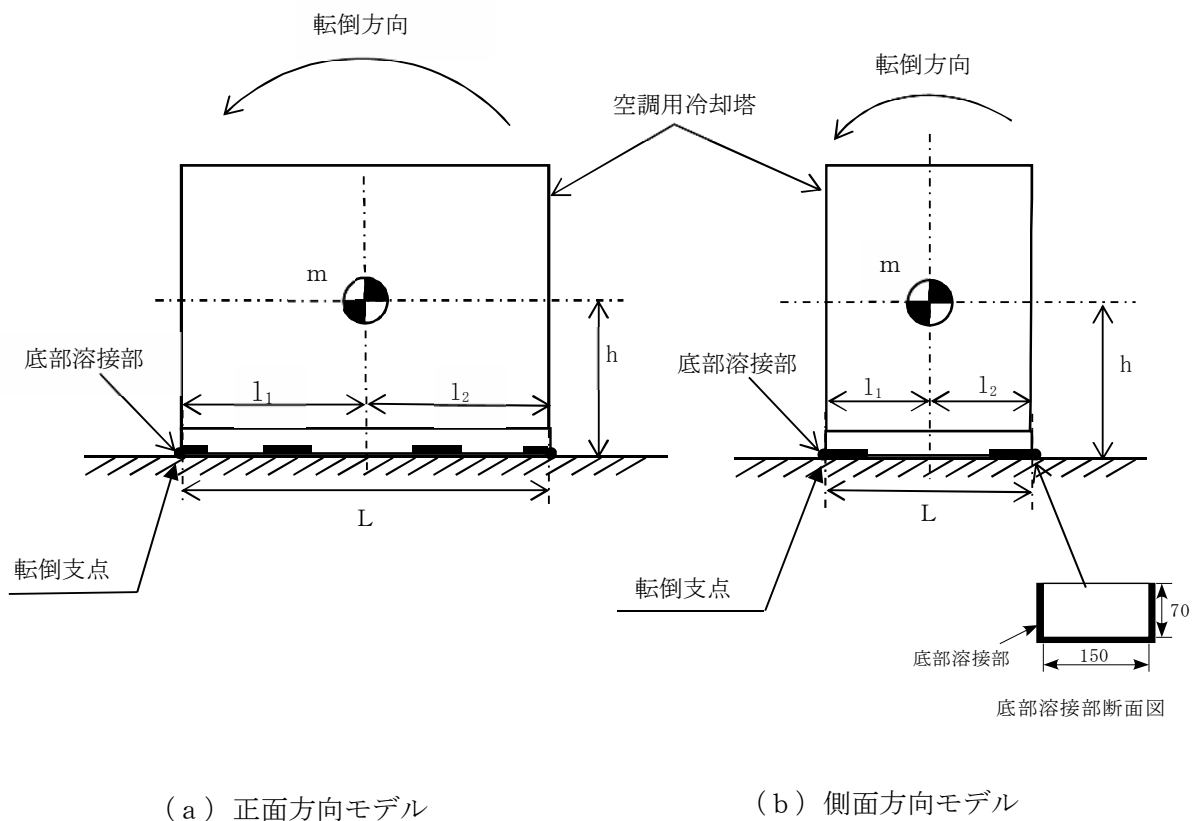 転倒方向
転倒方向
空調用冷却塔
m
m
底部溶接部
h
底部溶接部
h
l₁
l₂
l₁
l₂
L
L
転倒支点
転倒支点
70
底部溶接部
150
底部溶接部断面図
(a) 正面方向モデル
(b) 側面方向モデル